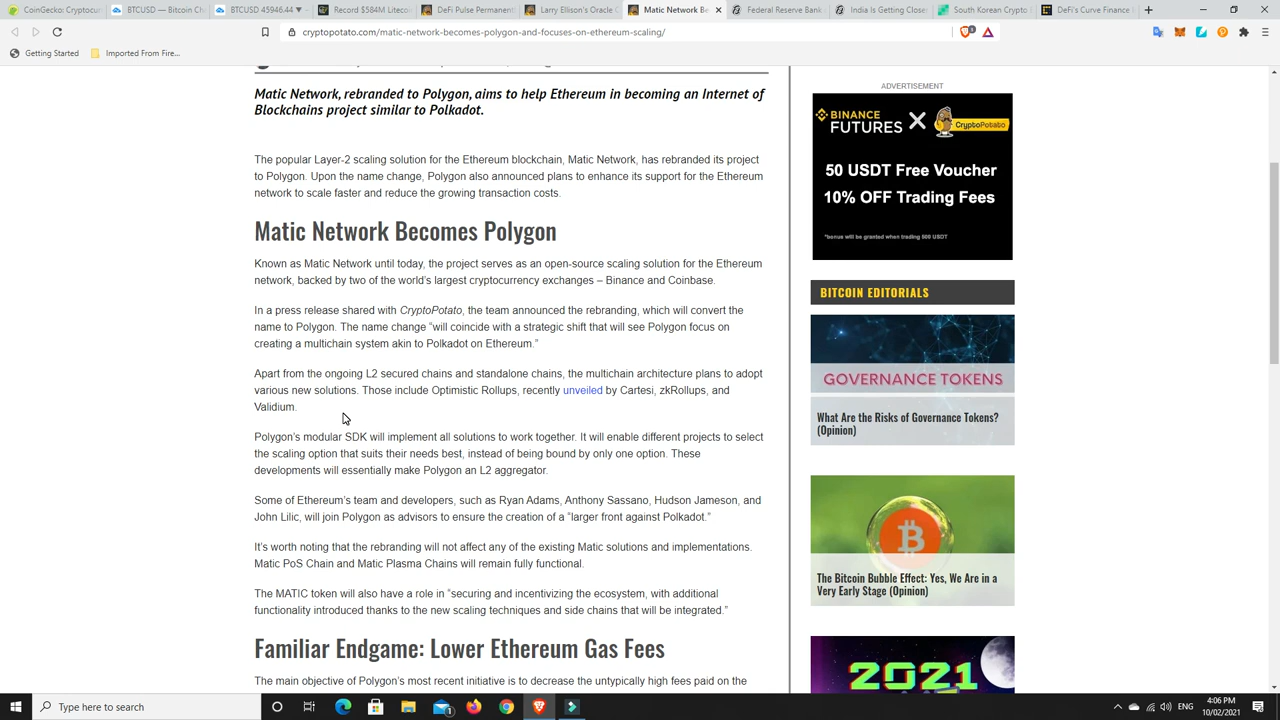 CoinGecko: Cryptocur
BTCUSD — Bitcoin Ch
BTCUSD 45946.44
Record $584M Liteco
DeFi Pulse Permanent
Larry Ellison's Oracle
Matic Network Be
Federal Reserve Bank
India Is Getting Close
South Korean Crypto
DeFi's Curve Finance
cryptopotato.com/matic-network-becomes-polygon-and-focuses-on-ethereum-scaling/
Getting Started
Imported From Fire...
Matic Network, rebranded to Polygon, aims to help Ethereum in becoming an Internet of
Blockchains project similar to Polkadot.
The popular Layer-2 scaling solution for the Ethereum blockchain, Matic Network, has rebranded its project
to Polygon. Upon the name change, Polygon also announced plans to enhance its support for the Ethereum
network to scale faster and reduce the growing transaction costs.
Matic Network Becomes Polygon
Known as Matic Network until today, the project serves as an open-source scaling solution for the Ethereum
network, backed by two of the world's largest cryptocurrency exchanges – Binance and Coinbase.
In a press release shared with CryptoPotato, the team announced the rebranding, which will convert the
name to Polygon. The name change “will coincide with a strategic shift that will see Polygon focus on
creating a multichain system akin to Polkadot on Ethereum.”
Apart from the ongoing L2 secured chains and standalone chains, the multichain architecture plans to adopt
various new solutions. Those include Optimistic Rollups, recently unveiled by Cartesi, zkRollups, and
Validium.
Polygon's modular SDK will implement all solutions to work together. It will enable different projects to select
the scaling option that suits their needs best, instead of being bound by only one option. These
developments will essentially make Polygon an L2 aggregator.
Some of Ethereum's team and developers, such as Ryan Adams, Anthony Sassano, Hudson Jameson, and
John Lilic, will join Polygon as advisors to ensure the creation of a “larger front against Polkadot.”
It's worth noting that the rebranding will not affect any of the existing Matic solutions and implementations.
Matic PoS Chain and Matic Plasma Chains will remain fully functional.
The MATIC token will also have a role in “securing and incentivizing the ecosystem, with additional
functionality introduced thanks to the new scaling techniques and side chains that will be integrated.”
Familiar Endgame: Lower Ethereum Gas Fees
The main objective of Polygon's most recent initiative is to decrease the untypically high fees paid on the
ADVERTISEMENT
BINANCE
FUTURES
CryptoPotato
50 USDT Free Voucher
10% OFF Trading Fees
*bonus will be granted when trading 500 USDT
BITCOIN EDITORIALS
GOVERNANCE TOKENS
What Are the Risks of Governance Tokens?
(Opinion)
The Bitcoin Bubble Effect: Yes, We Are in a
Very Early Stage (Opinion)
2021
Type here to search
ENG
4:06 PM
10/02/2021